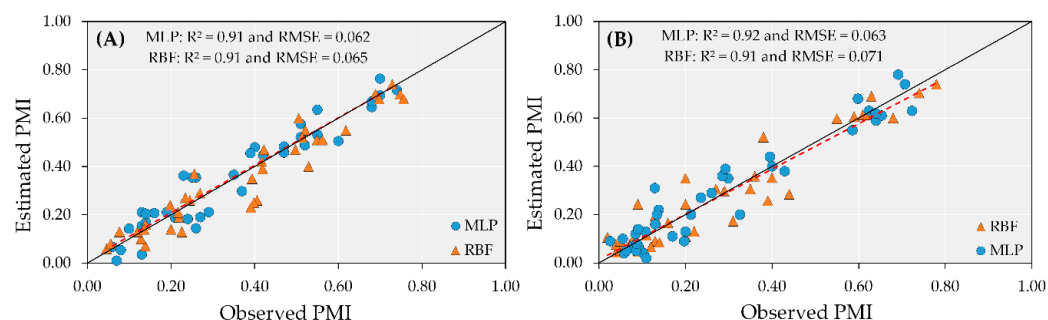 (A)
MLP: R² = 0.91 and RMSE = 0.062
RBF: R² = 0.91 and RMSE = 0.065
1.00
0.80
0.60
0.40
0.20
0.00
Estimated PMI
MLP
RBF
0.00 0.20 0.40 0.60 0.80 1.00
Observed PMI
(B)
MLP: R² = 0.92 and RMSE = 0.063
RBF: R² = 0.91 and RMSE = 0.071
1.00
0.80
0.60
0.40
0.20
0.00
Estimated PMI
RBF
MLP
0.00 0.20 0.40 0.60 0.80 1.00
Observed PMI